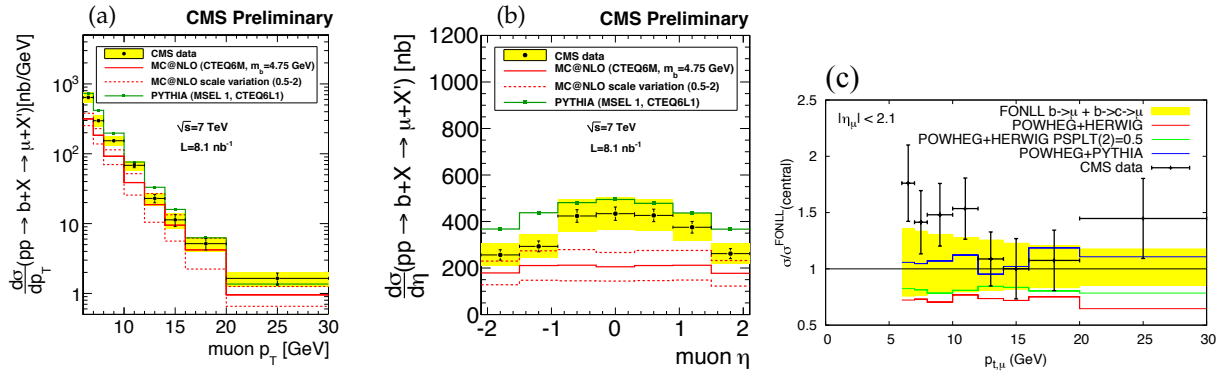 (a)
CMS Preliminary
dσ/dp_T (pp → b+X → μ+X')[nb/GeV]
CMS data
MC@NLO (CTEQ6M, m_b=4.75 GeV)
MC@NLO scale variation (0.5-2)
PYTHIA (MSEL 1, CTEQ6L1)
√s=7 TeV
L=8.1 nb⁻¹
10³
10²
10
1
10 15 20 25 30
muon p_T [GeV]
(b)
CMS Preliminary
dσ/dη (pp → b+X → μ+X') [nb]
CMS data
MC@NLO (CTEQ6M, m_b=4.75 GeV)
MC@NLO scale variation (0.5-2)
PYTHIA (MSEL 1, CTEQ6L1)
√s=7 TeV
L=8.1 nb⁻¹
1000
800
600
400
200
0
-2 -1 0 1 2
muon η
(c)
|η_μ| < 2.1
FONLL b->μ + b->c->μ
POWHEG+HERWIG
POWHEG+HERWIG PSPLT(2)=0.5
POWHEG+PYTHIA
CMS data
σ/σ^FONLL(central)
2.5
2
1.5
1
0.5
0 5 10 15 20 25 30
p_t,μ (GeV)